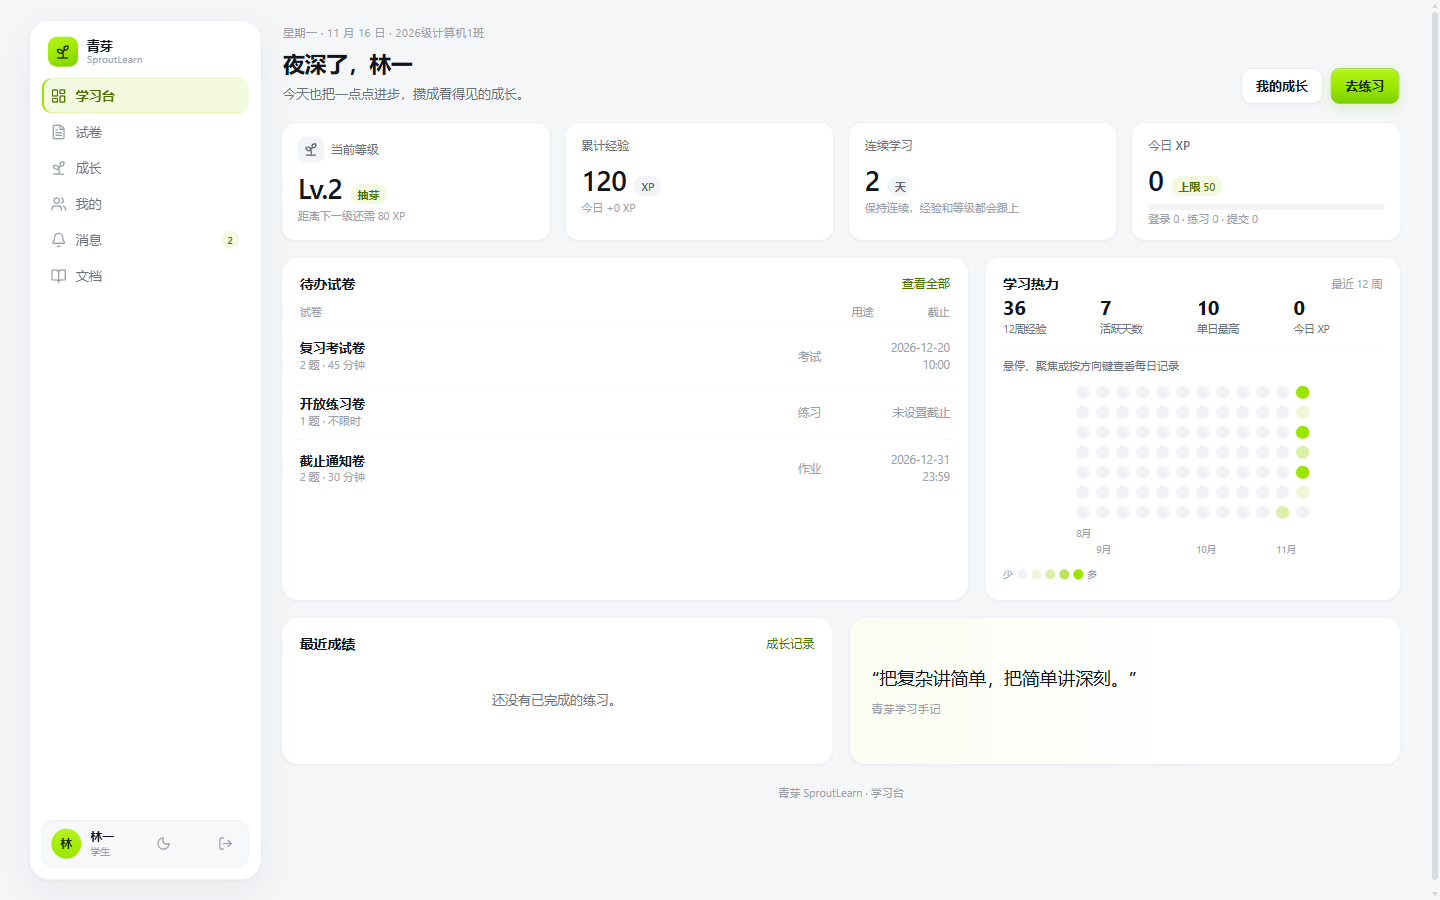 青芽
SproutLearn
学习台
试卷
成长
我的
消息
2
文档
林
林一
学生
星期一 · 11 月 16 日 · 2026级计算机1班
夜深了，林一
今天也把一点点进步，攒成看得见的成长。
我的成长
去练习
当前等级
Lv.2 抽芽
距离下一级还需 80 XP
累计经验
120 XP
今日 +0 XP
连续学习
2 天
保持连续，经验和等级都会跟上
今日 XP
0 上限 50
登录 0 · 练习 0 · 提交 0
待办试卷
查看全部
试卷 用途 截止
复习考试卷
2 题 · 45 分钟
考试
2026-12-20
10:00
开放练习卷
1 题 · 不限时
练习
未设置截止
截止通知卷
2 题 · 30 分钟
作业
2026-12-31
23:59
学习热力
最近 12 周
36 7 10 0
12周经验 活跃天数 单日最高 今日 XP
悬停、聚焦或按方向键查看每日记录
8月
9月 10月 11月
少 多
最近成绩
成长记录
还没有已完成的练习。
“把复杂讲简单，把简单讲深刻。”
青芽学习手记
青芽 SproutLearn · 学习台